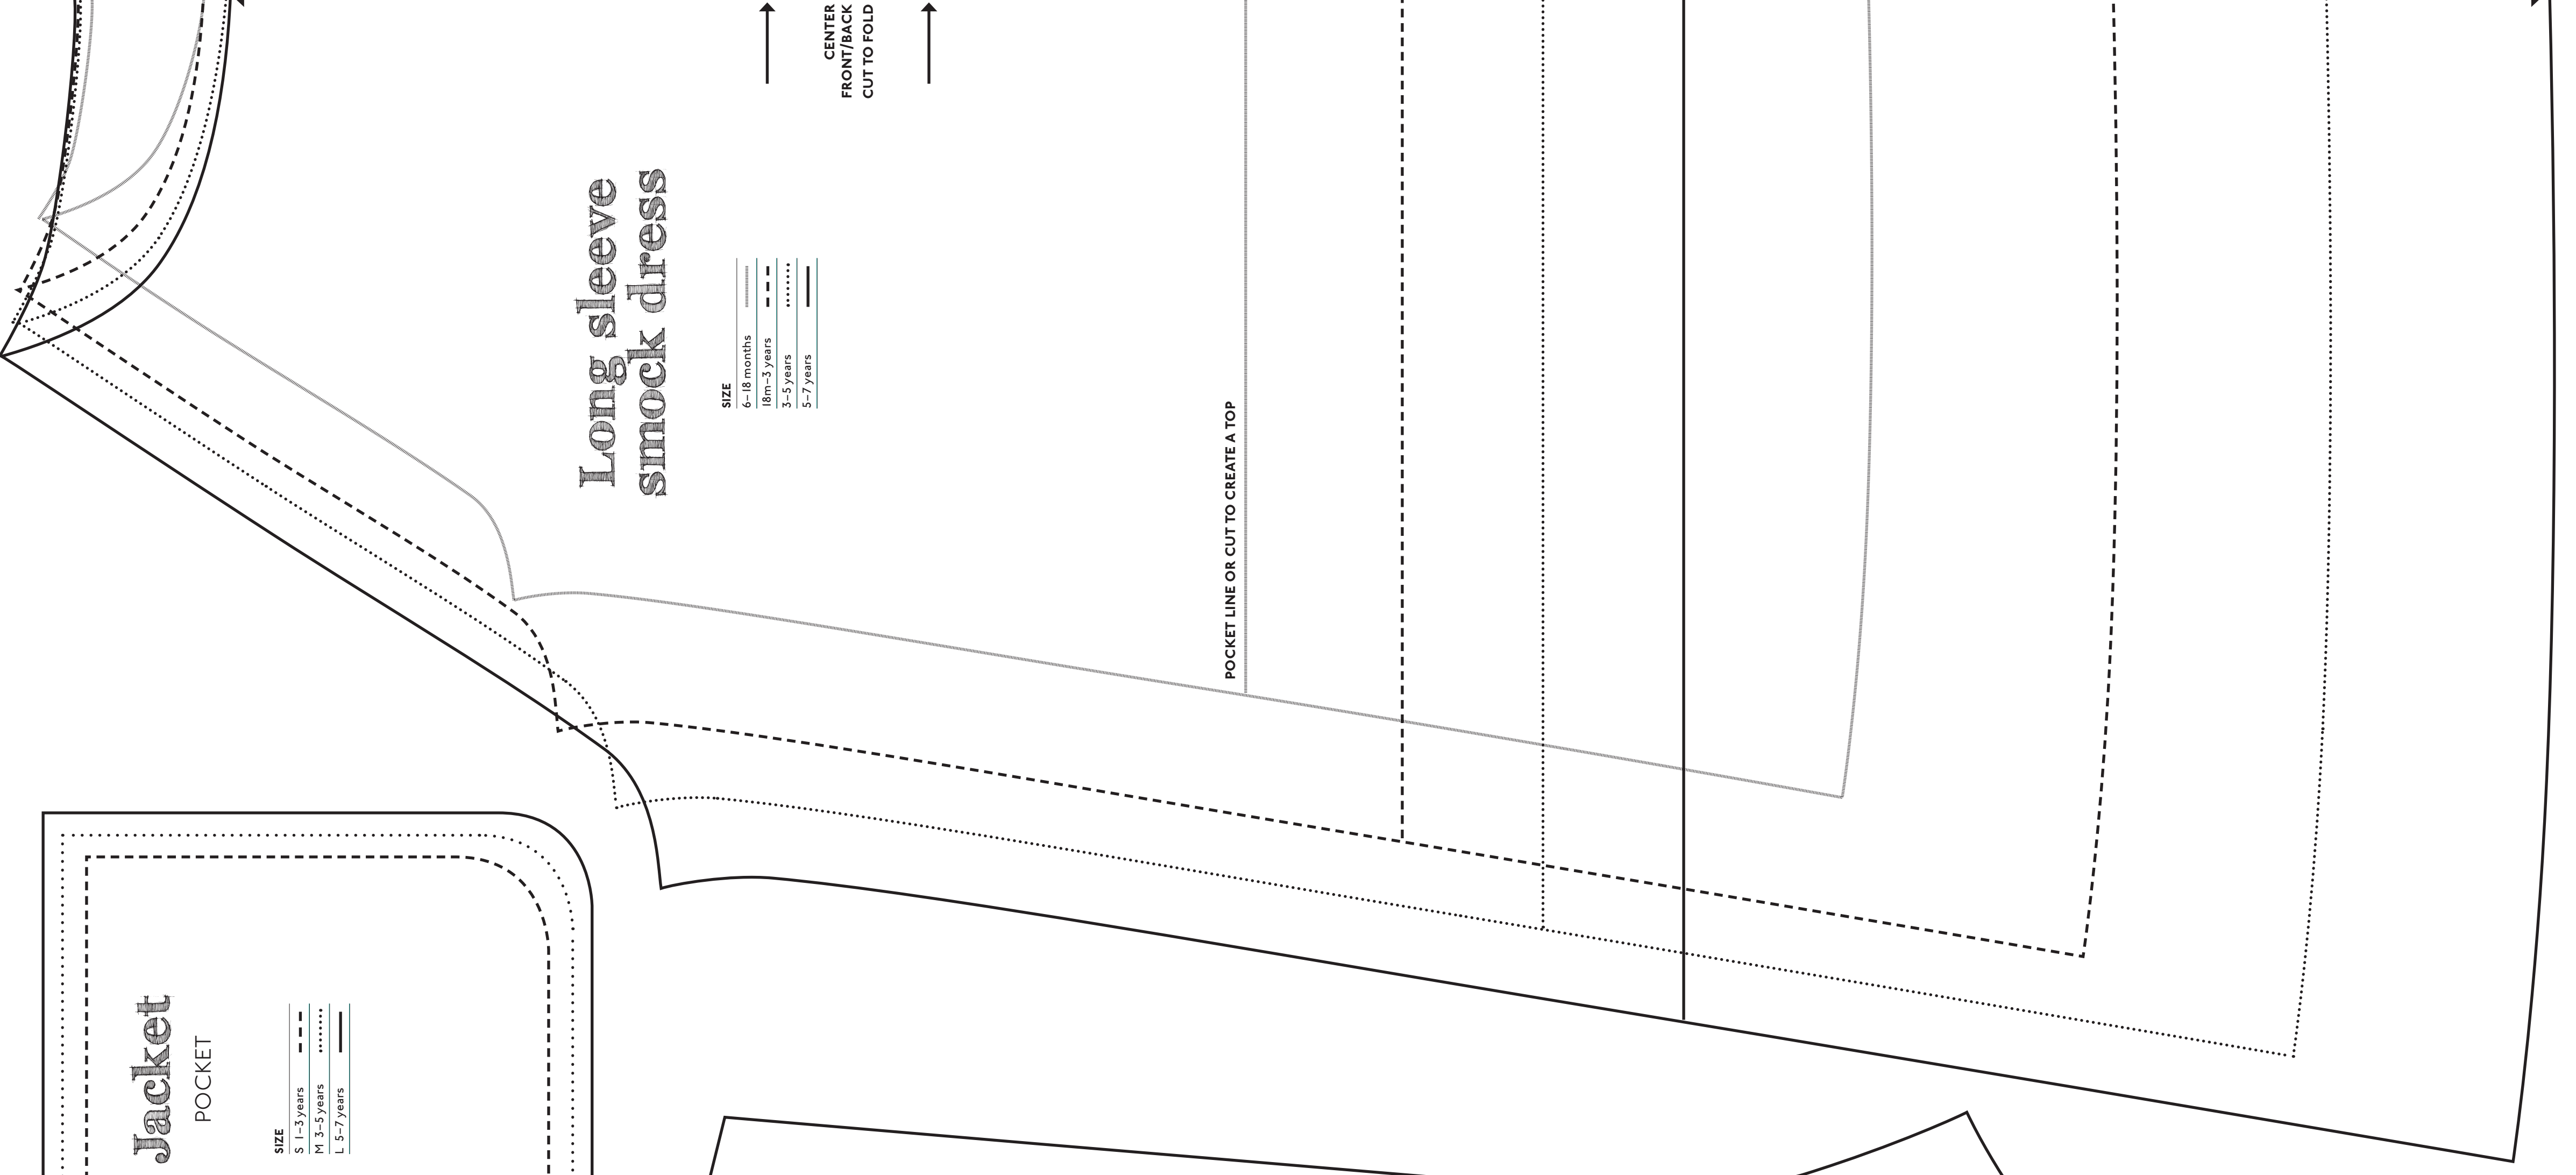 CENTER
FRONT/BACK
CUT TO FOLD
Long sleeve
smock dress
SIZE
6–18 months
18m–3 years
3–5 years
5–7 years
POCKET LINE OR CUT TO CREATE A TOP
Jacket
POCKET
SIZE
S 1–3 years
M 3–5 years
L 5–7 years